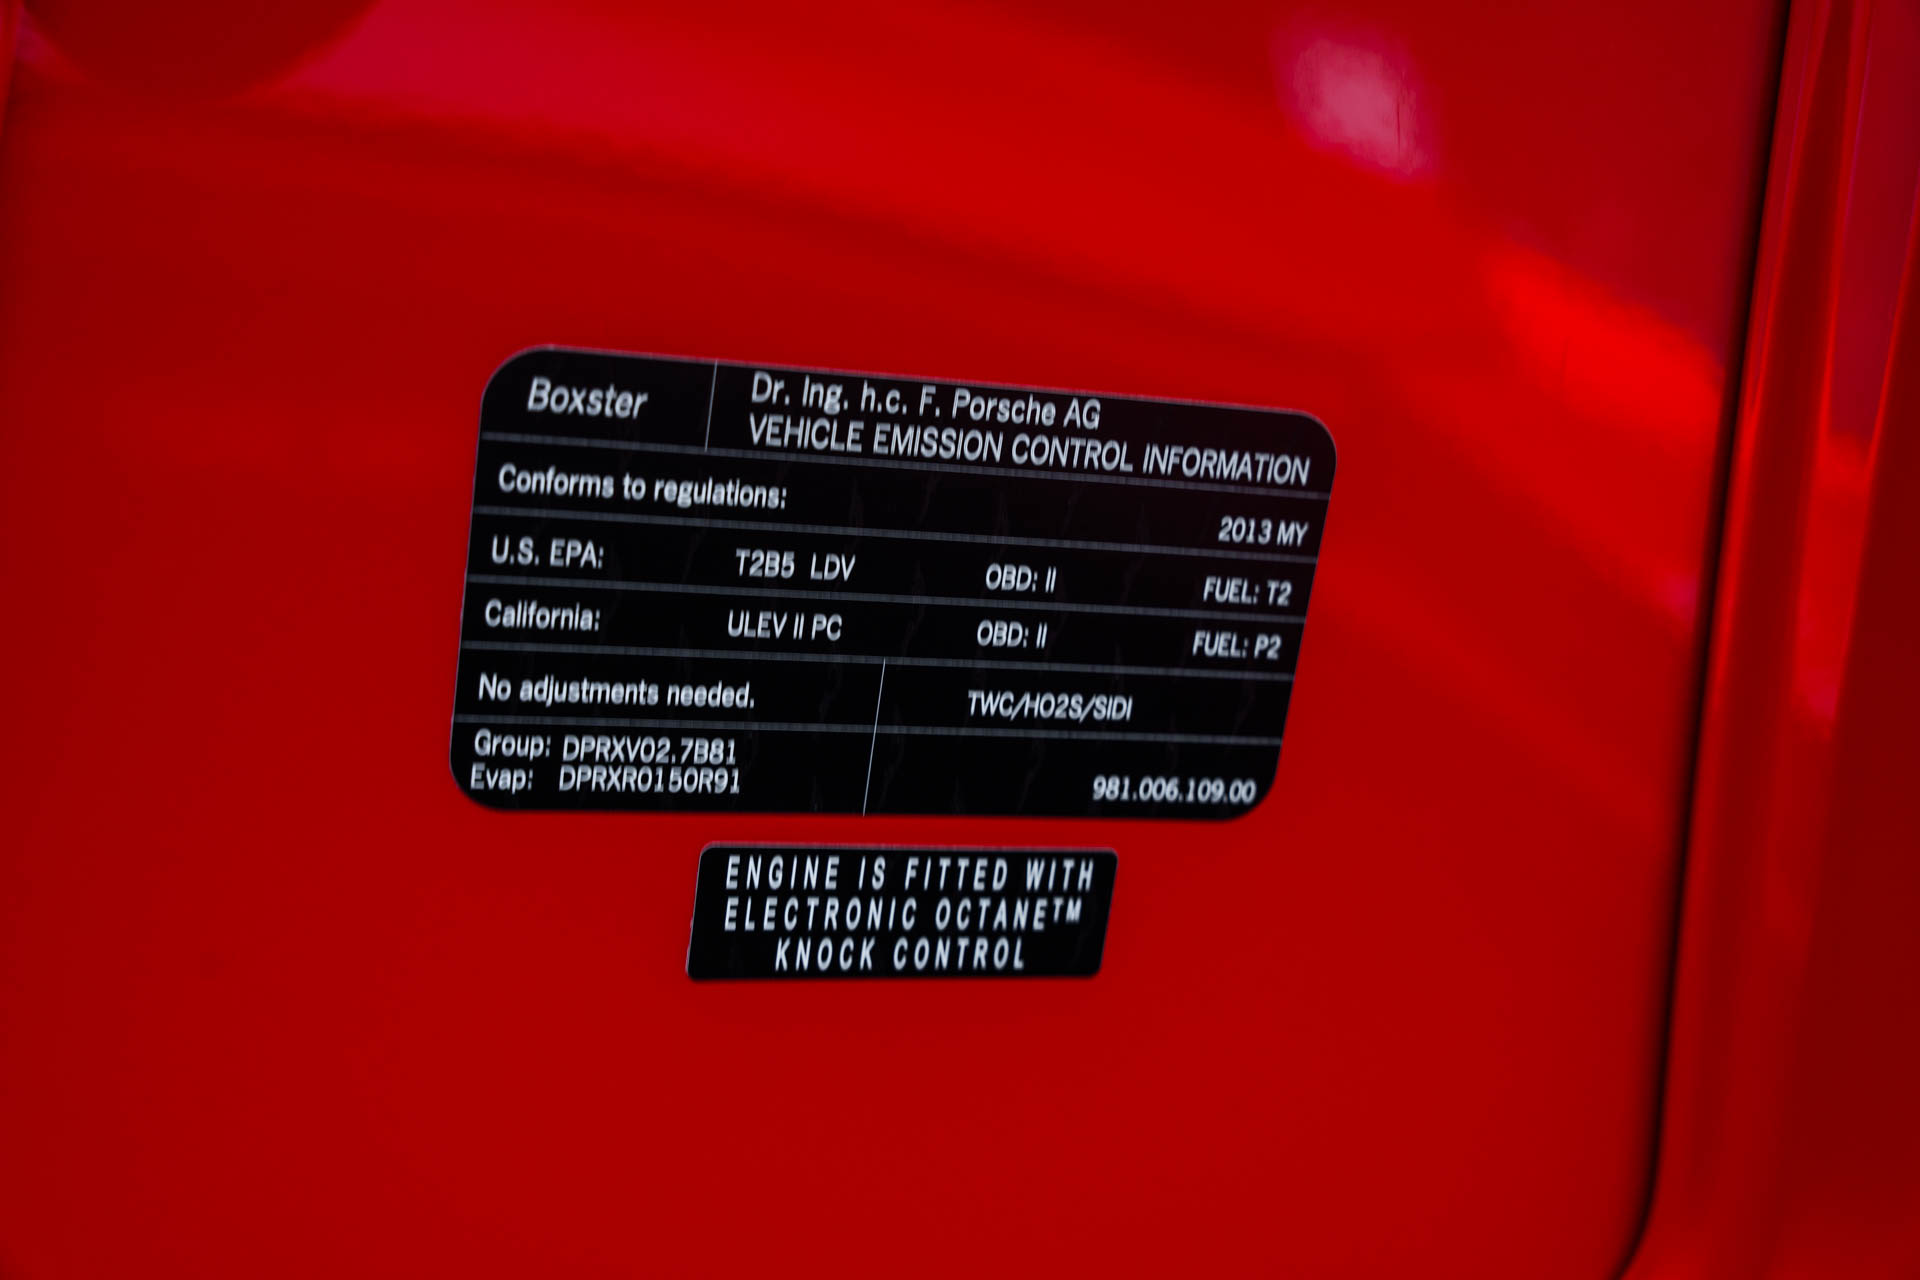 Boxster
Dr. Ing. h.c. F. Porsche AG
VEHICLE EMISSION CONTROL INFORMATION
Conforms to regulations:
2013 MY
U.S. EPA: T2B5 LDV OBD: II FUEL: T2
California: ULEV II PC OBD: II FUEL: P2
No adjustments needed. TWC/HO2S/SIDI
Group: DPRXV02.7B81
Evap: DPRXR0150R91
981.006.109.00
ENGINE IS FITTED WITH
ELECTRONIC OCTANE™
KNOCK CONTROL